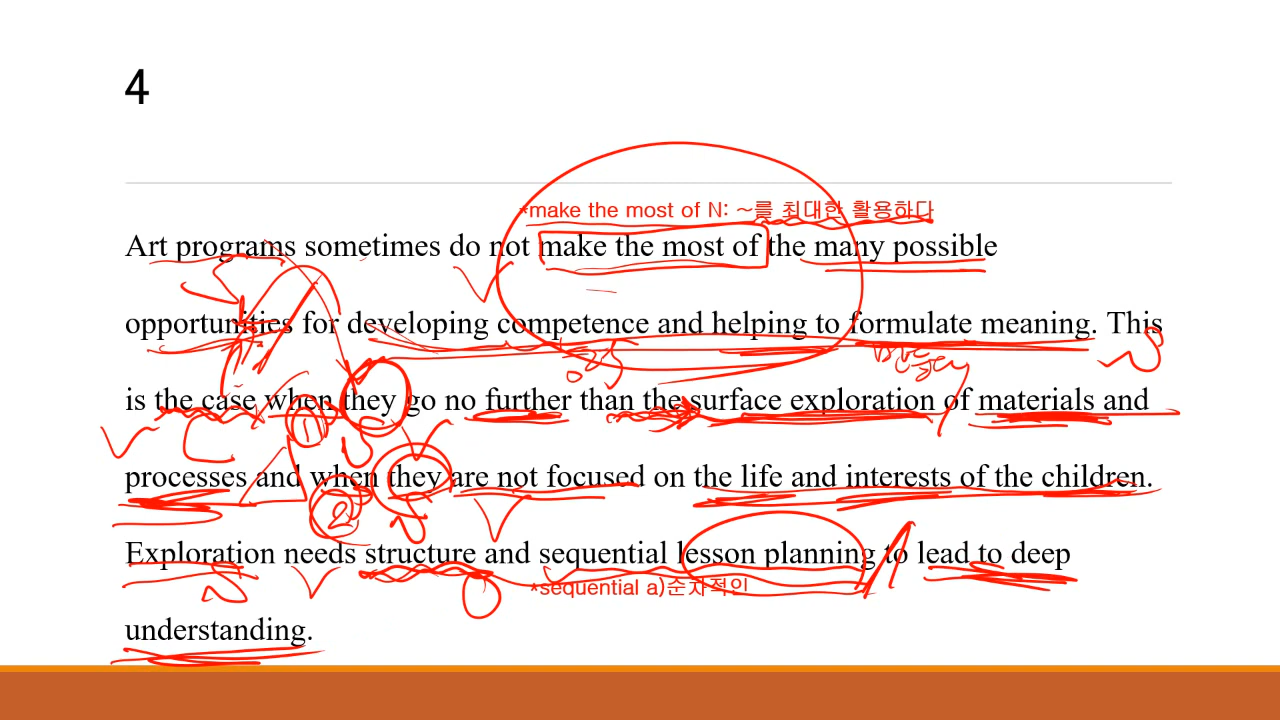 4
*make the most of N: ~를 최대한 활용하다
Art programs sometimes do not make the most of the many possible
opportunities for developing competence and helping to formulate meaning. This
is the case when they go no further than the surface exploration of materials and
processes and when they are not focused on the life and interests of the children.
Exploration needs structure and sequential lesson planning to lead to deep
*sequential a)순차적인
understanding.